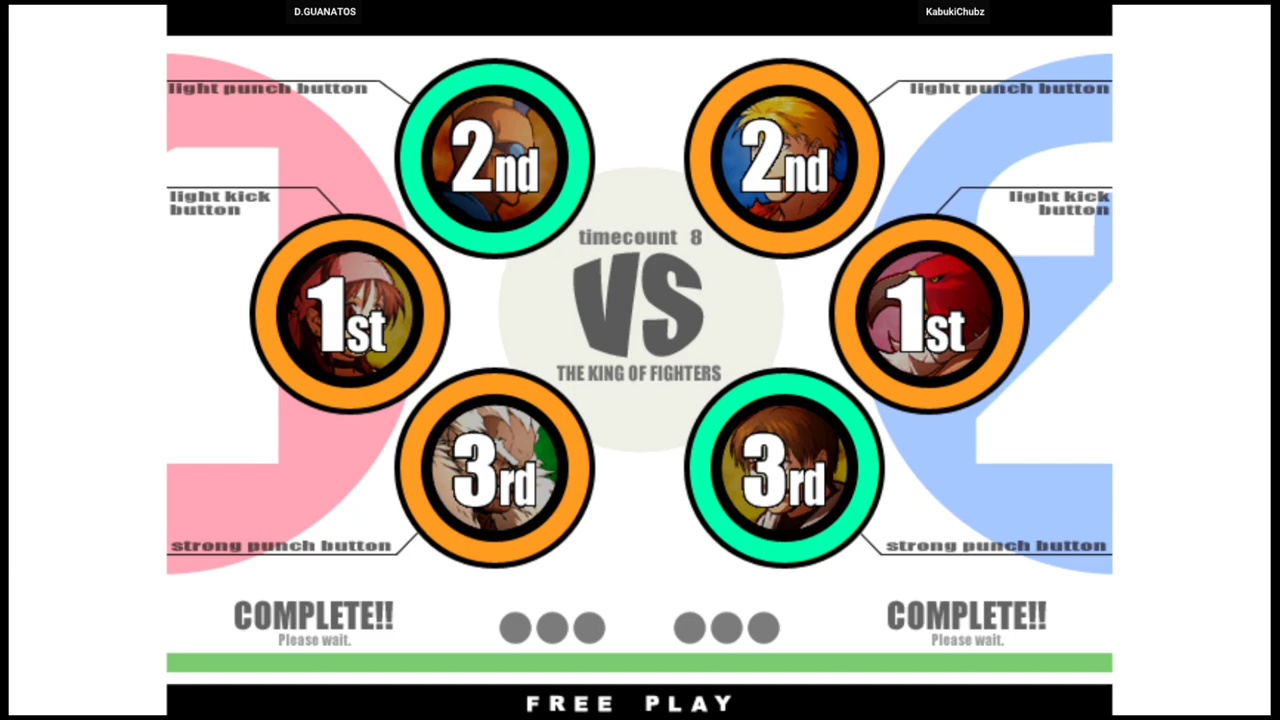 D.GUANATOS
KabukiChubz
light punch button
light punch button
2nd
2nd
light kick
button
light kick
button
timecount 8
VS
THE KING OF FIGHTERS
1st
1st
3rd
3rd
strong punch button
strong punch button
COMPLETE!!
Please wait.
COMPLETE!!
Please wait.
FREE PLAY